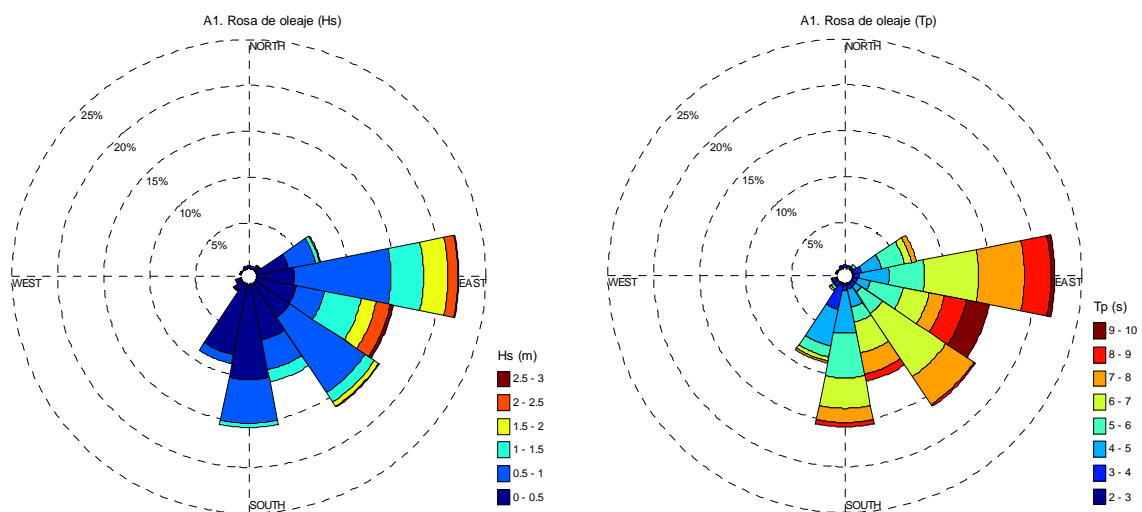 A1. Rosa de oleaje (Hs)
NORTH
25%
20%
15%
10%
5%
WEST
EAST
SOUTH
Hs (m)
2.5 - 3
2 - 2.5
1.5 - 2
1 - 1.5
0.5 - 1
0 - 0.5
A1. Rosa de oleaje (Tp)
NORTH
25%
20%
15%
10%
5%
WEST
EAST
SOUTH
Tp (s)
9 - 10
8 - 9
7 - 8
6 - 7
5 - 6
4 - 5
3 - 4
2 - 3